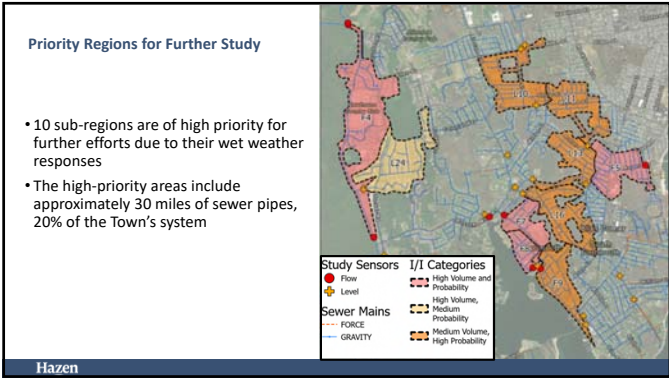 Priority Regions for Further Study
• 10 sub-regions are of high priority for
further efforts due to their wet weather
responses
• The high-priority areas include
approximately 30 miles of sewer pipes,
20% of the Town's system
F4
L24
L10
Study Sensors
Flow
Level
Sewer Mains
FORCE
GRAVITY
I/I Categories
High Volume and
Probability
High Volume,
Medium
Probability
Medium Volume,
High Probability
Hazen